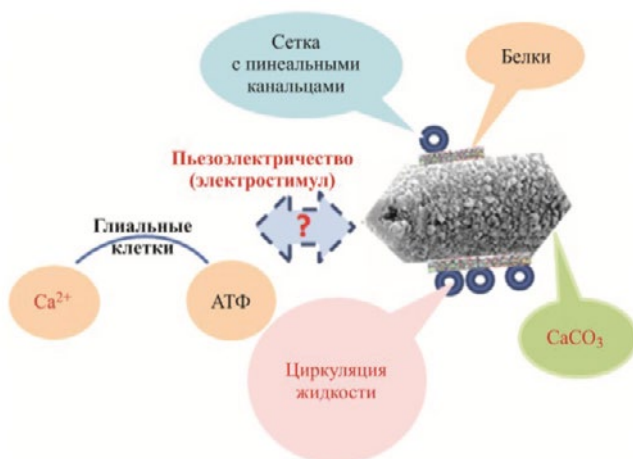 Сетка
с пинеальными
канальцами
Белки
Пьезоэлектричество
(электростимул)
?
Глиальные
клетки
Ca²⁺
АТФ
Циркуляция
жидкости
CaCO₃